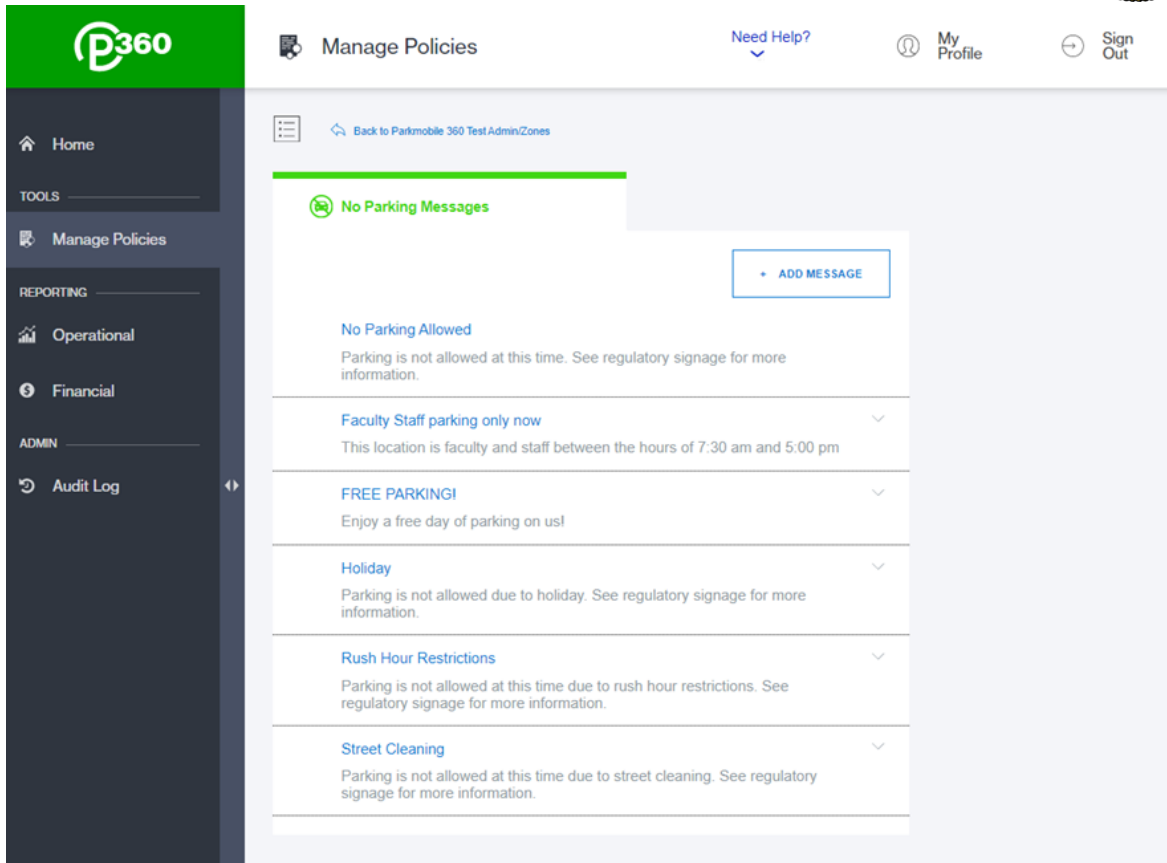 P360
Manage Policies
Need Help?
My
Profile
Sign
Out
Home
TOOLS
Manage Policies
REPORTING
Operational
Financial
ADMIN
Audit Log
Back to Parkmobile 360 Test Admin/Zones
No Parking Messages
+ ADD MESSAGE
No Parking Allowed
Parking is not allowed at this time. See regulatory signage for more
information.
Faculty Staff parking only now
This location is faculty and staff between the hours of 7:30 am and 5:00 pm
FREE PARKING!
Enjoy a free day of parking on us!
Holiday
Parking is not allowed due to holiday. See regulatory signage for more
information.
Rush Hour Restrictions
Parking is not allowed at this time due to rush hour restrictions. See
regulatory signage for more information.
Street Cleaning
Parking is not allowed at this time due to street cleaning. See regulatory
signage for more information.